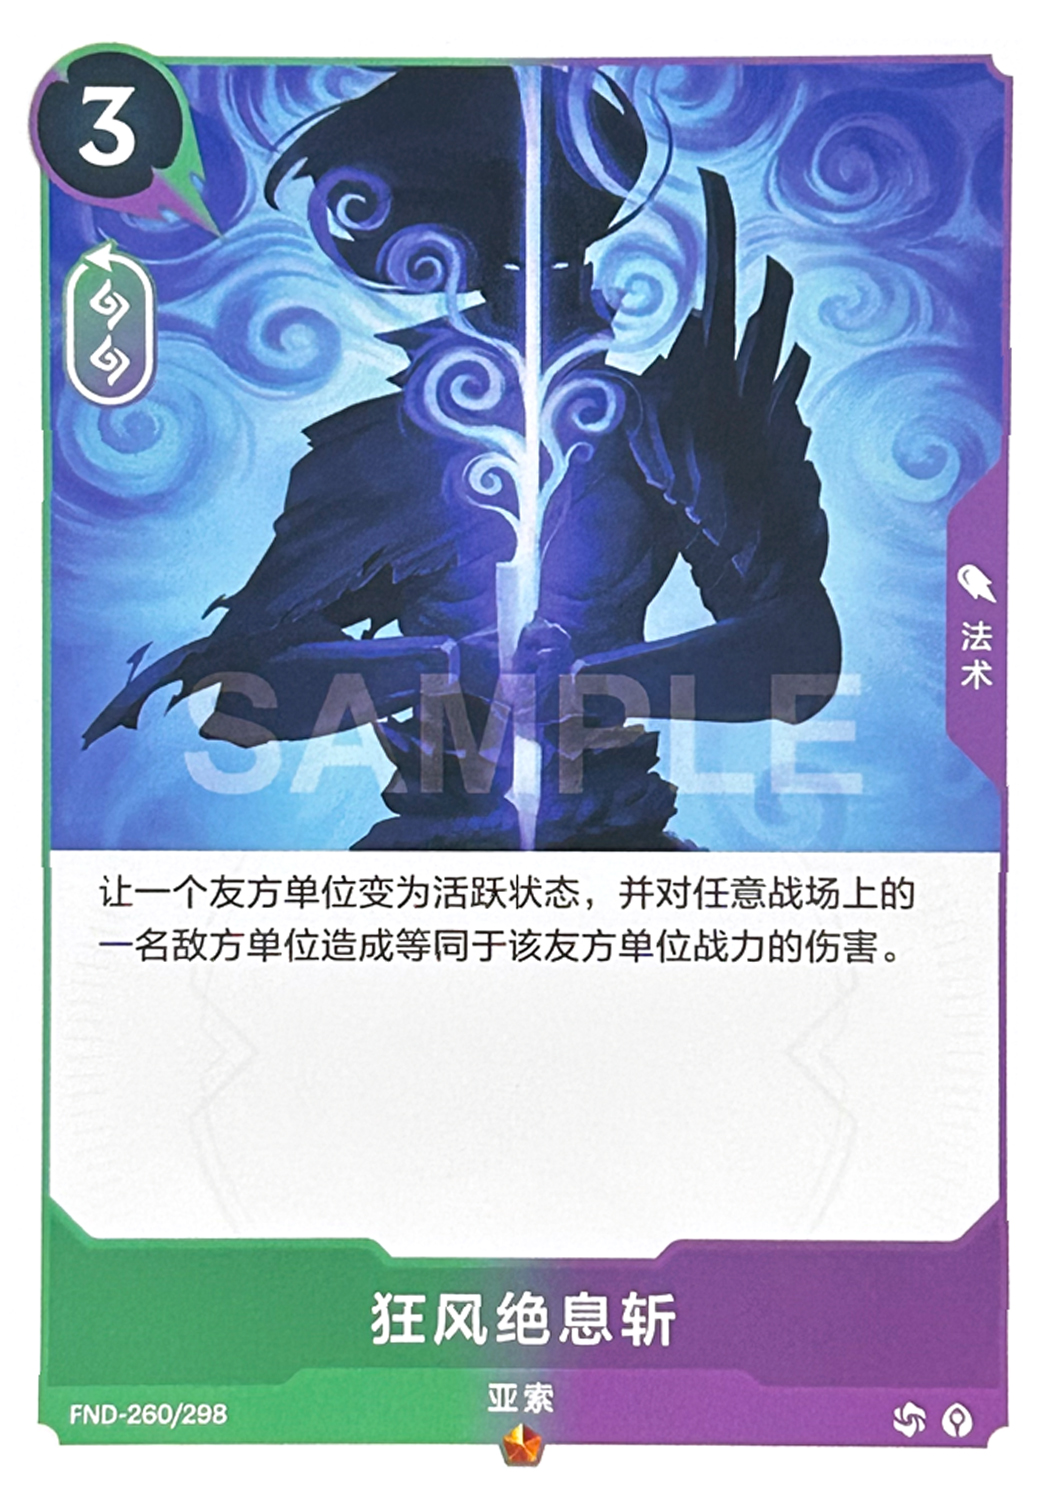 3
法术
SAMPLE
让一个友方单位变为活跃状态，并对任意战场上的
一名敌方单位造成等同于该友方单位战力的伤害。
狂风绝息斩
亚索
FND-260/298